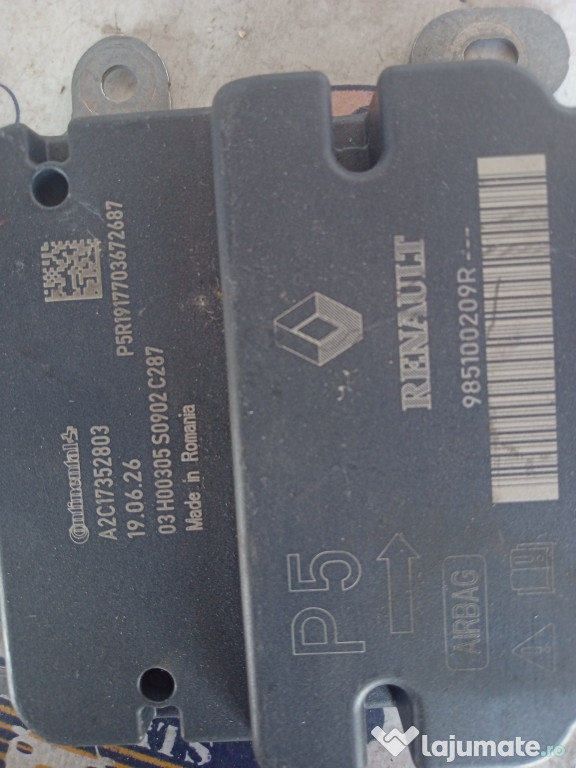 P5R1917703672687
Continental
A2C17352803
19.06.26
03 H00305 S0902 C287
Made in Romania
RENAULT
985100209R ---
P5
AIRBAG
lajumate.ro